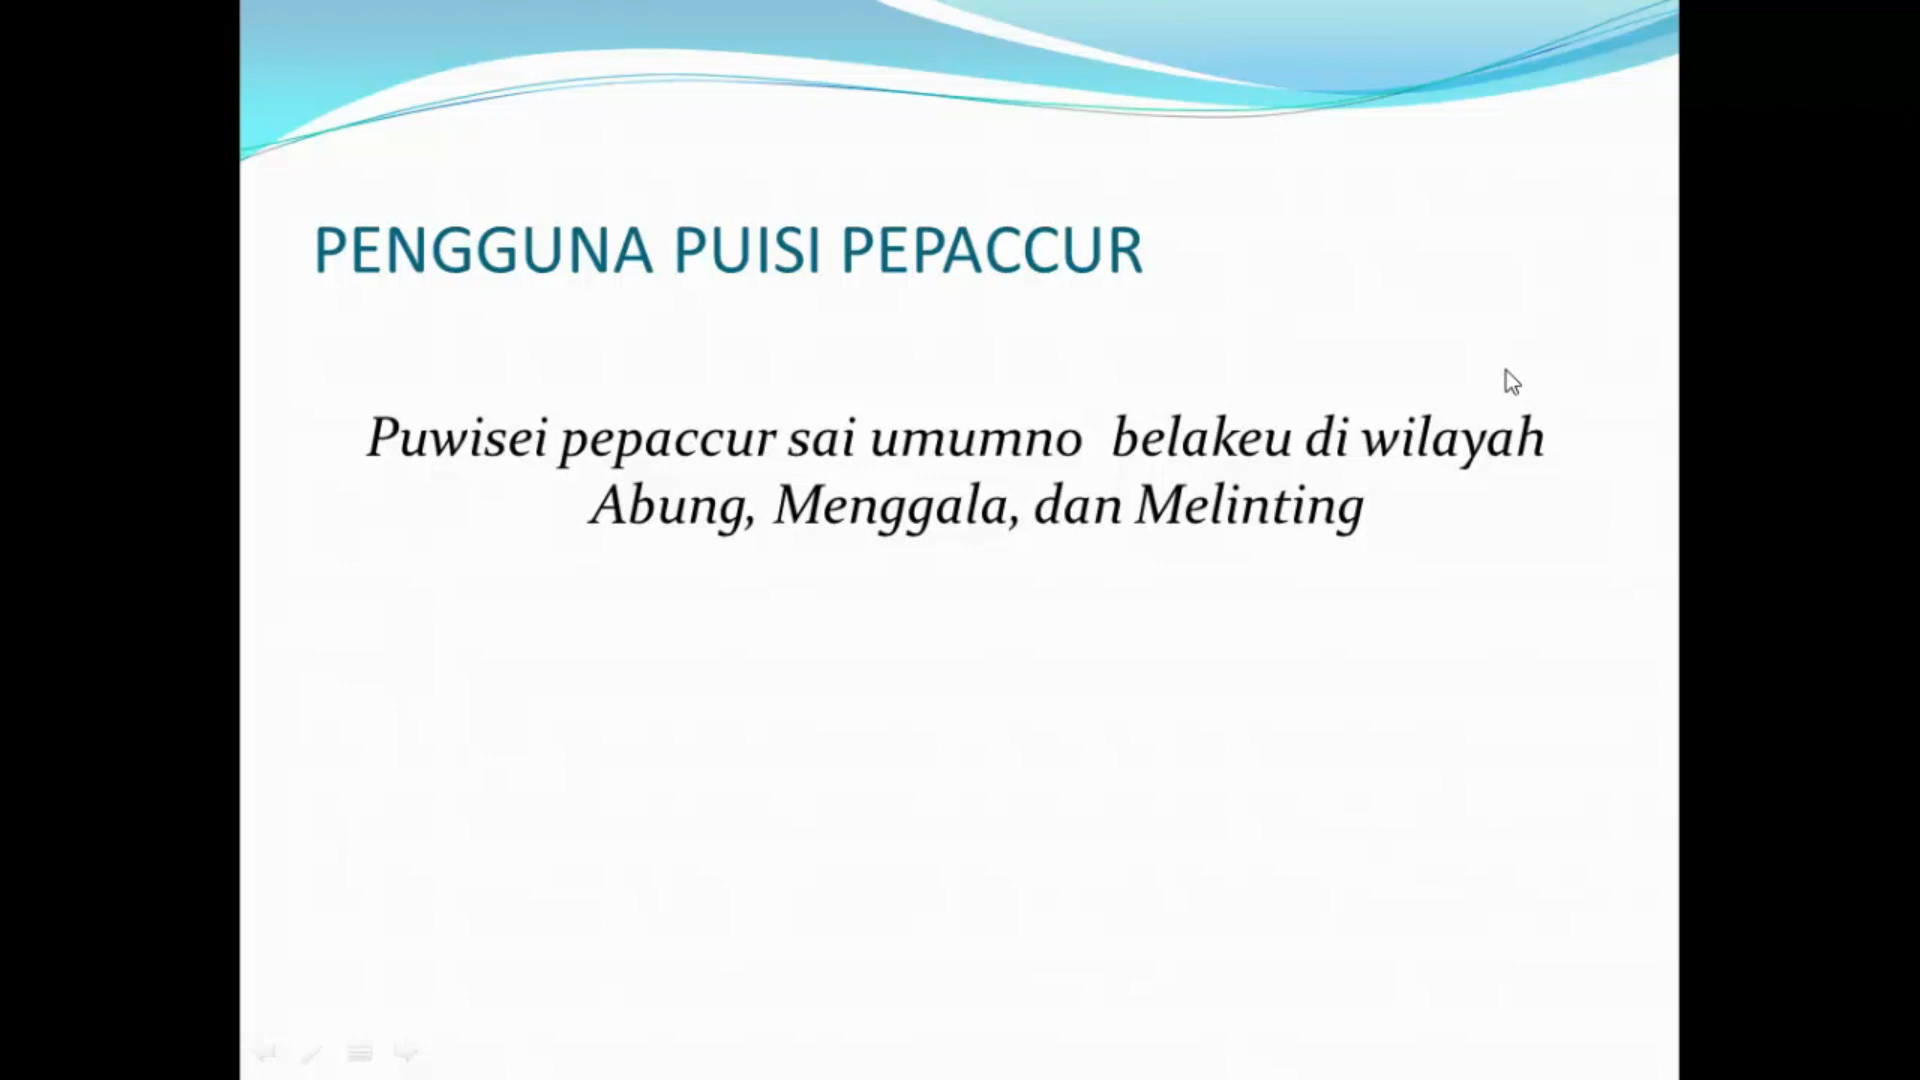 PENGGUNA PUISI PEPACCUR
Puwisei pepaccur sai umumno belakeu di wilayah
Abung, Menggala, dan Melinting